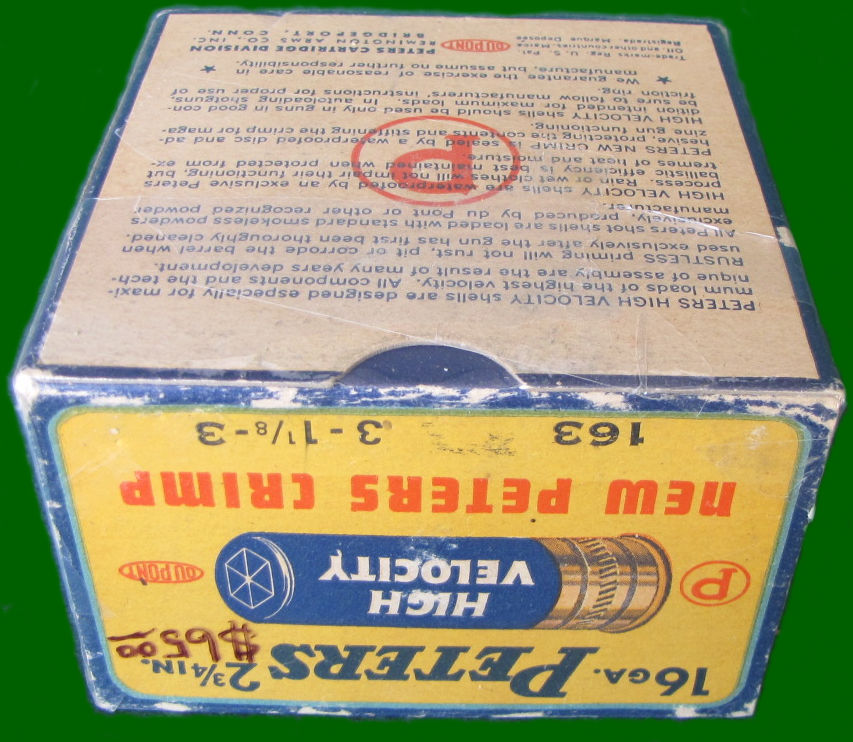 16 GA. PETERS 2 3/4 IN.
$65.00
HIGH
VELOCITY
P
DU PONT
NEW PETERS CRIMP
163 3 - 1 1/8 - 3
PETERS HIGH VELOCITY shells are designed especially for maxi-
mum loads of the highest velocity. All components and the tech-
nique of assembly are the result of many years development.
RUSTLESS priming will not rust, pit or corrode the barrel when
used exclusively after the gun has first been thoroughly cleaned.
All Peters shot shells are loaded with standard smokeless powders
exclusively, produced by du Pont or other recognized powder
manufacturer.
HIGH VELOCITY shells are waterproofed by an exclusive Peters
process. Rain or wet clothes will not impair their functioning, but
ballistic efficiency is best maintained when protected from ex-
tremes of heat and moisture.
P
PETERS NEW CRIMP is sealed by a waterproofed disc and ad-
hesive, protecting the contents and stiffening the crimp for maga-
zine gun functioning.
HIGH VELOCITY shells should be used only in guns in good con-
dition intended for maximum loads. In autoloading shotguns,
be sure to follow manufacturers' instructions for proper use of
friction ring.
★ We guarantee the exercise of reasonable care in
manufacture, but assume no further responsibility. ★
PETERS CARTRIDGE DIVISION
REMINGTON ARMS CO. INC.
BRIDGEPORT, CONN.
DU PONT
Trade-marks Reg. U. S. Pat.
Off. and other countries, Marca
Registrada, Marque Deposee